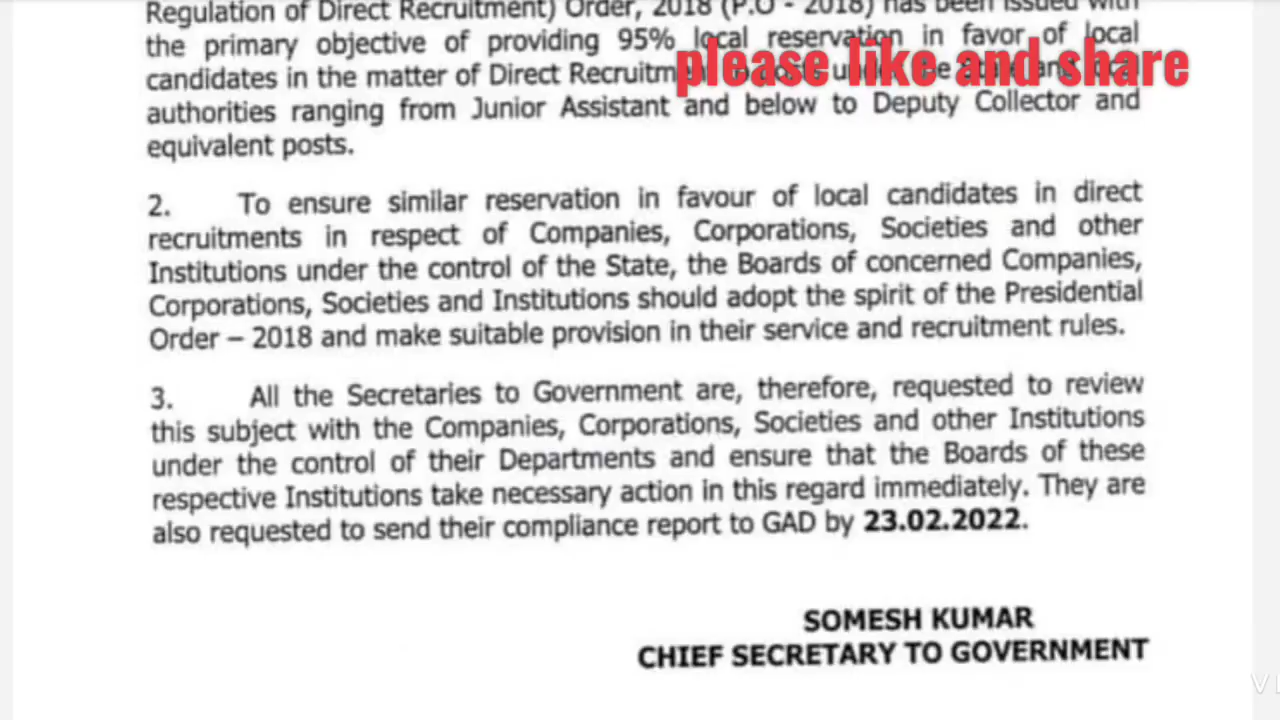 Regulation of Direct Recruitment) Order, 2018 (P.O - 2018) has been issued with
the primary objective of providing 95% local reservation in favor of local
please like and share
candidates in the matter of Direct Recruitment to posts under the State and
authorities ranging from Junior Assistant and below to Deputy Collector and
equivalent posts.
2. To ensure similar reservation in favour of local candidates in direct
recruitments in respect of Companies, Corporations, Societies and other
Institutions under the control of the State, the Boards of concerned Companies,
Corporations, Societies and Institutions should adopt the spirit of the Presidential
Order – 2018 and make suitable provision in their service and recruitment rules.
3. All the Secretaries to Government are, therefore, requested to review
this subject with the Companies, Corporations, Societies and other Institutions
under the control of their Departments and ensure that the Boards of these
respective Institutions take necessary action in this regard immediately. They are
also requested to send their compliance report to GAD by 23.02.2022.
SOMESH KUMAR
CHIEF SECRETARY TO GOVERNMENT